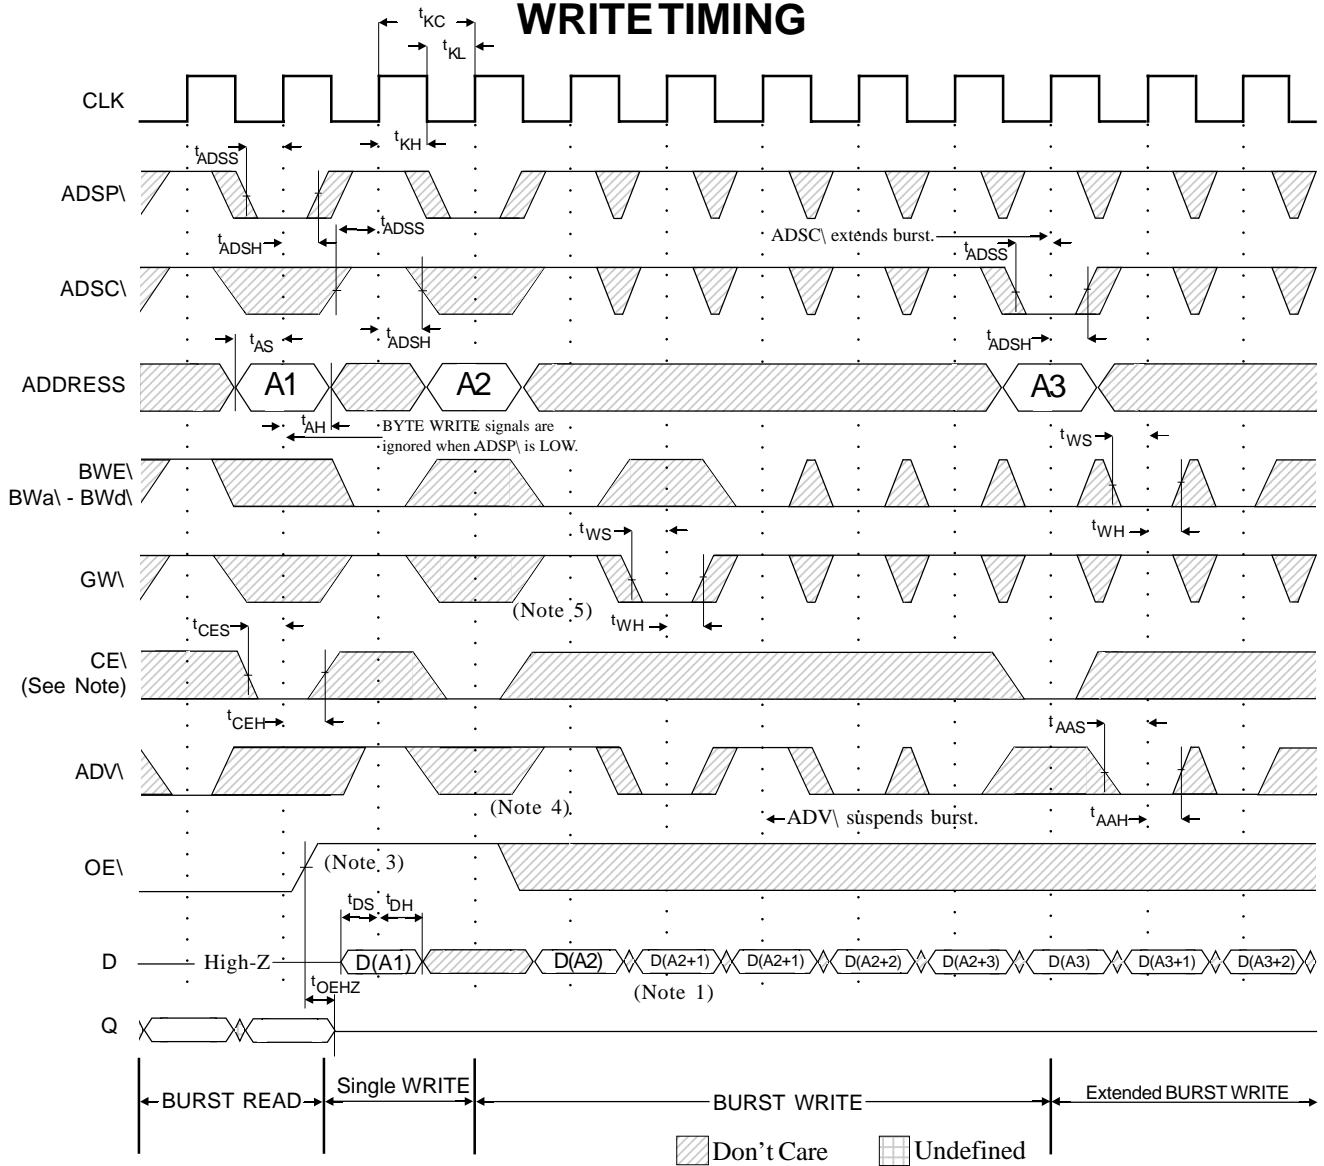 WRITE TIMING
tKC
tKL
CLK
tKH
tADSS
ADSP\
tADSH
tADSS
ADSC\ extends burst.
tADSS
ADSC\
tAS
tADSH
tADSH
ADDRESS
A1
A2
A3
tAH
BYTE WRITE signals are
ignored when ADSP\ is LOW.
tWS
BWE\
BWa\ - BWd\
tWS
tWH
GW\
(Note 5)
tWH
tCES
CE\
(See Note)
tCEH
tAAS
ADV\
(Note 4)
ADV\ suspends burst.
tAAH
OE\
(Note 3)
tDS
tDH
D
High-Z
D(A1)
D(A2)
D(A2+1)
D(A2+1)
D(A2+2)
D(A2+3)
D(A3)
D(A3+1)
D(A3+2)
tOEHZ
(Note 1)
Q
BURST READ
Single WRITE
BURST WRITE
Extended BURST WRITE
Don't Care
Undefined